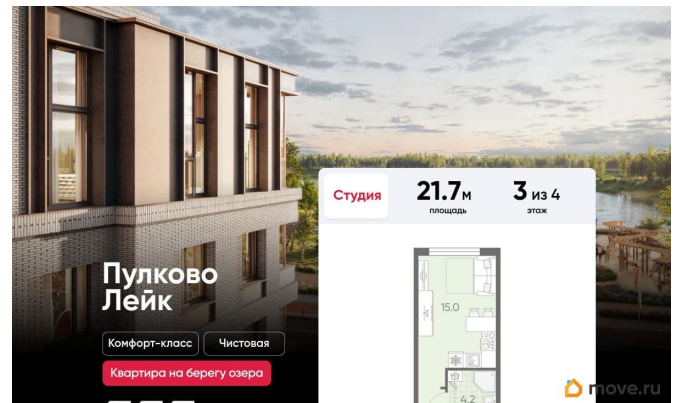 Студия
21.7 м
площадь
3 из 4
этаж
Пулково
Лейк
15.0
Комфорт-класс
Чистовая
Квартира на берегу озера
4.2
move.ru